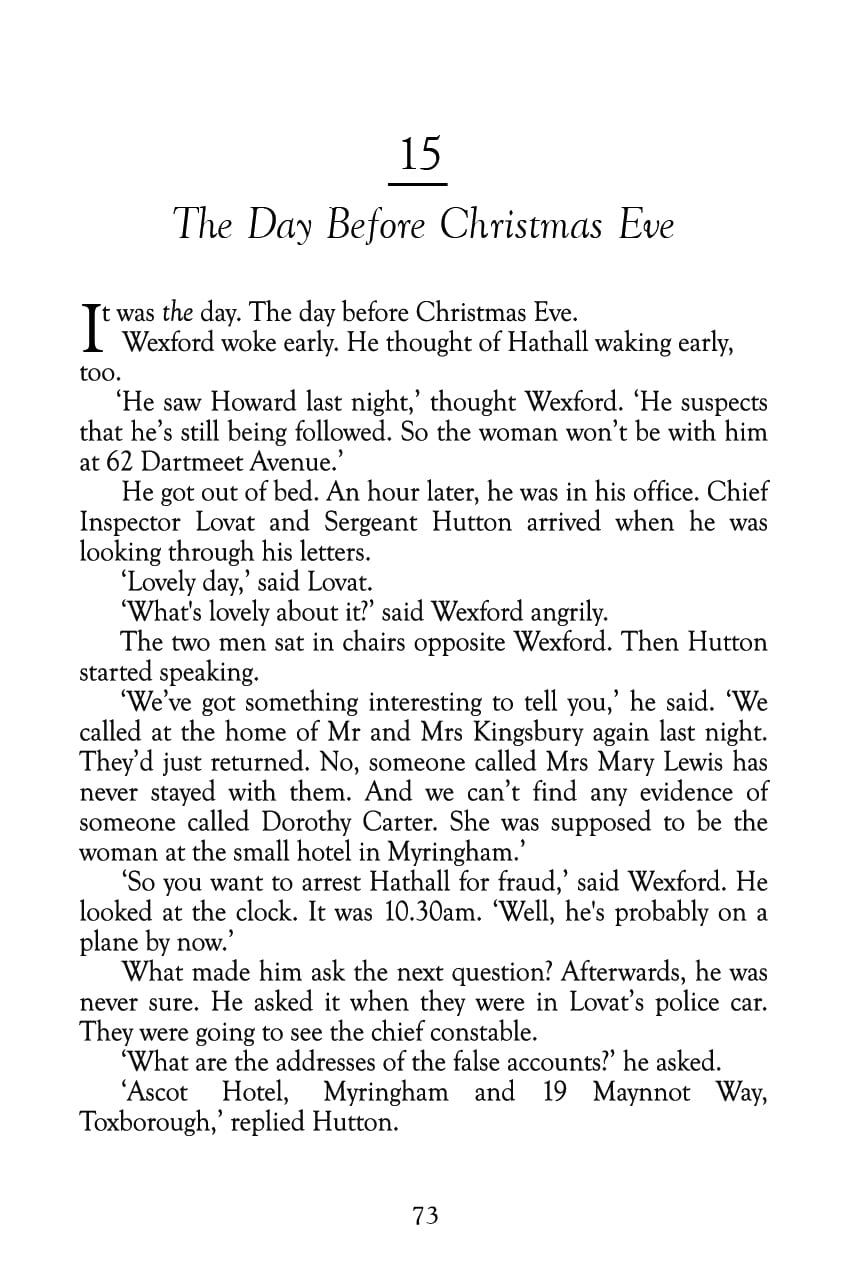 15
The Day Before Christmas Eve
It was the day. The day before Christmas Eve.
Wexford woke early. He thought of Hathall waking early,
too.
‘He saw Howard last night,’ thought Wexford. ‘He suspects
that he’s still being followed. So the woman won’t be with him
at 62 Dartmeet Avenue.’
He got out of bed. An hour later, he was in his office. Chief
Inspector Lovat and Sergeant Hutton arrived when he was
looking through his letters.
‘Lovely day,’ said Lovat.
‘What's lovely about it?’ said Wexford angrily.
The two men sat in chairs opposite Wexford. Then Hutton
started speaking.
‘We’ve got something interesting to tell you,’ he said. ‘We
called at the home of Mr and Mrs Kingsbury again last night.
They’d just returned. No, someone called Mrs Mary Lewis has
never stayed with them. And we can’t find any evidence of
someone called Dorothy Carter. She was supposed to be the
woman at the small hotel in Myringham.’
‘So you want to arrest Hathall for fraud,’ said Wexford. He
looked at the clock. It was 10.30am. ‘Well, he's probably on a
plane by now.’
What made him ask the next question? Afterwards, he was
never sure. He asked it when they were in Lovat’s police car.
They were going to see the chief constable.
‘What are the addresses of the false accounts?’ he asked.
‘Ascot Hotel, Myringham and 19 Maynnot Way,
Toxborough,’ replied Hutton.
73